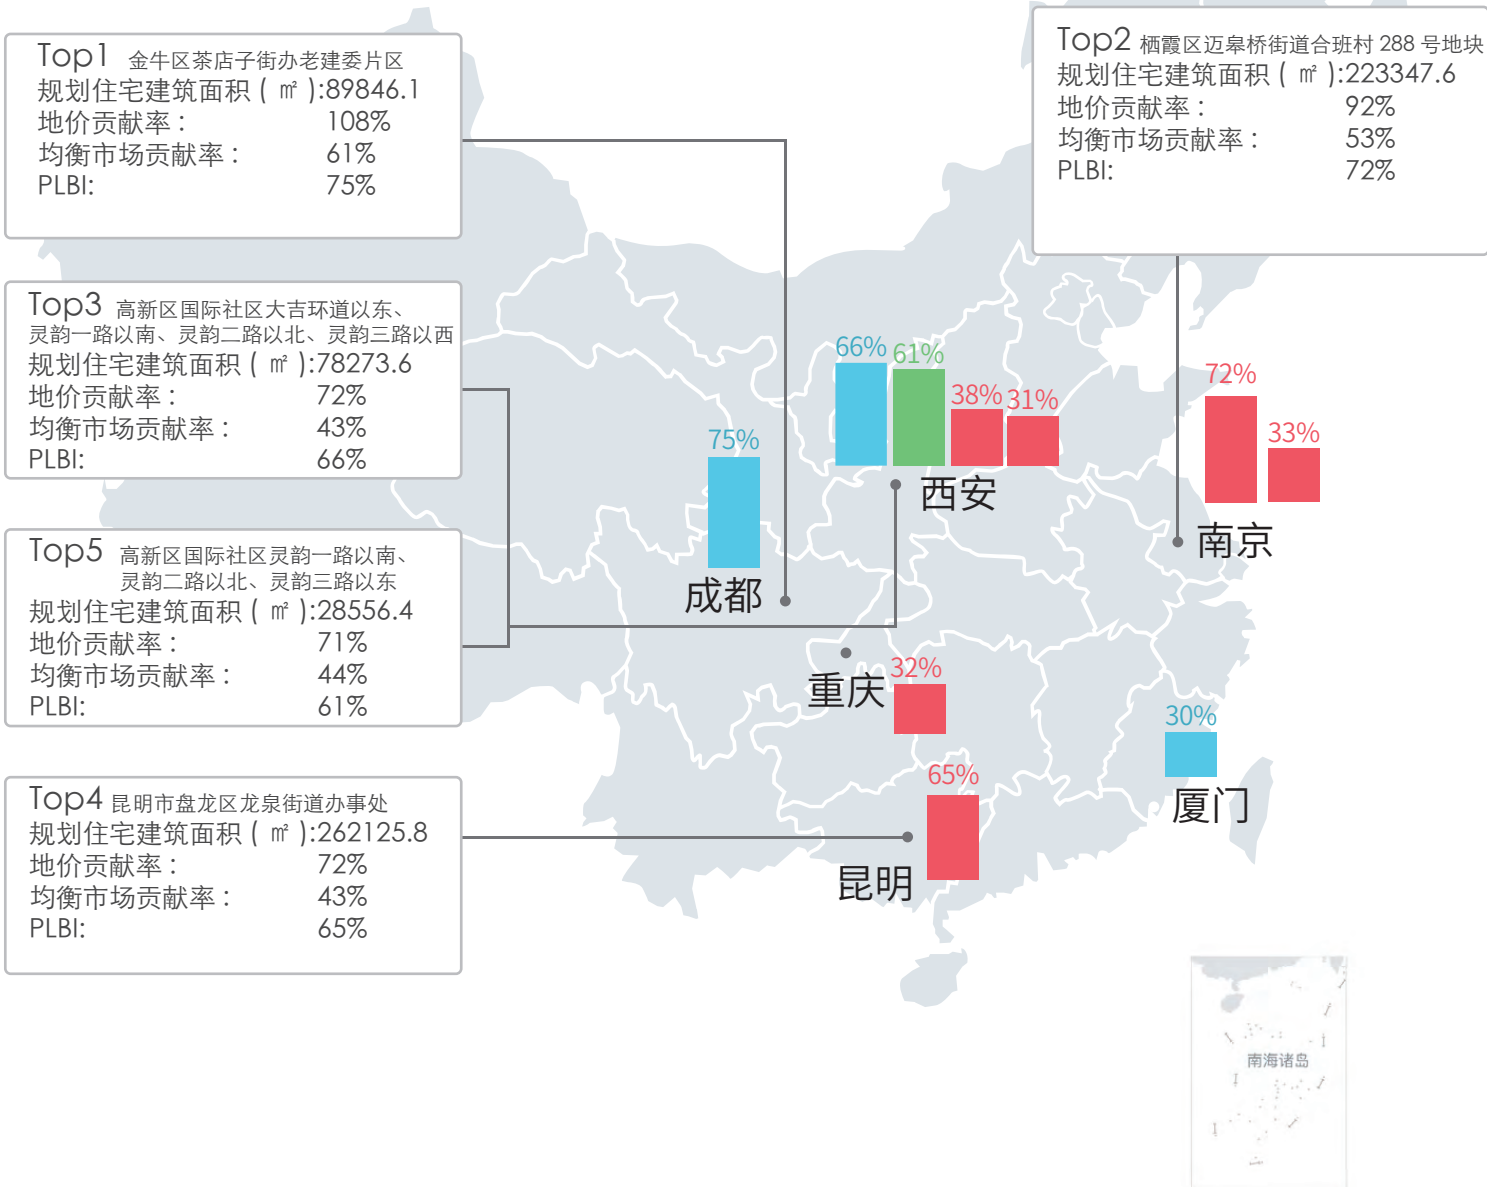 Top1 金牛区茶店子街办老建委片区
规划住宅建筑面积 ( ㎡ ):89846.1
地价贡献率 : 108%
均衡市场贡献率 : 61%
PLBI: 75%
Top2 栖霞区迈皋桥街道合班村 288 号地块
规划住宅建筑面积 ( ㎡ ):223347.6
地价贡献率 : 92%
均衡市场贡献率 : 53%
PLBI: 72%
Top3 高新区国际社区大吉环道以东、
灵韵一路以南、灵韵二路以北、灵韵三路以西
规划住宅建筑面积 ( ㎡ ):78273.6
地价贡献率 : 72%
均衡市场贡献率 : 43%
PLBI: 66%
Top5 高新区国际社区灵韵一路以南、
灵韵二路以北、灵韵三路以东
规划住宅建筑面积 ( ㎡ ):28556.4
地价贡献率 : 71%
均衡市场贡献率 : 44%
PLBI: 61%
Top4 昆明市盘龙区龙泉街道办事处
规划住宅建筑面积 ( ㎡ ):262125.8
地价贡献率 : 72%
均衡市场贡献率 : 43%
PLBI: 65%
66% 61% 38% 31%
西安
72% 33%
南京
75%
成都
32%
重庆
30%
厦门
65%
昆明
南海诸岛